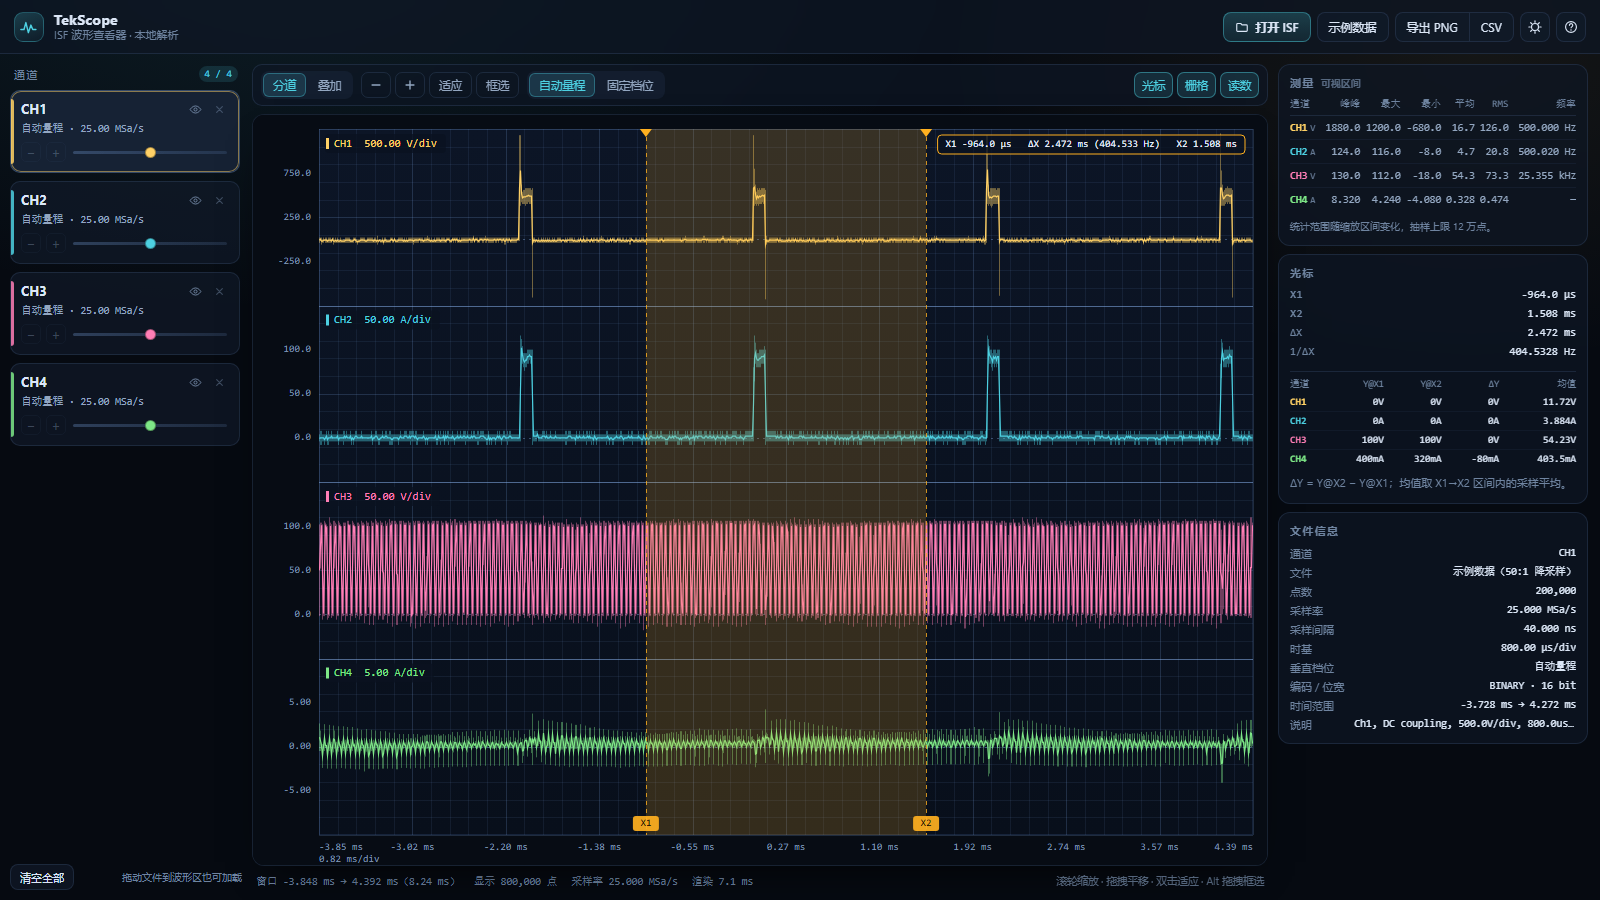 TekScope
ISF 波形查看器 · 本地解析
打开 ISF
示例数据
导出 PNG
CSV
通道
4 / 4
CH1
自动量程 · 25.00 MSa/s
CH2
自动量程 · 25.00 MSa/s
CH3
自动量程 · 25.00 MSa/s
CH4
自动量程 · 25.00 MSa/s
清空全部
拖动文件到波形区也可加载
分道 叠加 − + 适应 框选 自动量程 固定档位
光标 栅格 读数
CH1 500.00 V/div
X1 -964.0 µs ΔX 2.472 ms (404.533 Hz) X2 1.508 ms
750.0
250.0
-250.0
CH2 50.00 A/div
100.0
50.0
0.0
CH3 50.00 V/div
100.0
50.0
0.0
CH4 5.00 A/div
5.00
0.00
-5.00
X1 X2
-3.85 ms -3.02 ms -2.20 ms -1.38 ms -0.55 ms 0.27 ms 1.10 ms 1.92 ms 2.74 ms 3.57 ms 4.39 ms
0.82 ms/div
窗口 -3.848 ms → 4.392 ms (8.24 ms) 显示 800,000 点 采样率 25.000 MSa/s 渲染 7.1 ms
滚轮缩放 · 拖拽平移 · 双击适应 · Alt 拖拽框选
测量 可视区间
通道 峰峰 最大 最小 平均 RMS 频率
CH1 V 1880.0 1200.0 -680.0 16.7 126.0 500.000 Hz
CH2 A 124.0 116.0 -8.0 4.7 20.8 500.020 Hz
CH3 V 130.0 112.0 -18.0 54.3 73.3 25.355 kHz
CH4 A 8.320 4.240 -4.080 0.328 0.474 —
统计范围随缩放区间变化，抽样上限 12 万点。
光标
X1 -964.0 µs
X2 1.508 ms
ΔX 2.472 ms
1/ΔX 404.5328 Hz
通道 Y@X1 Y@X2 ΔY 均值
CH1 0V 0V 0V 11.72V
CH2 0A 0A 0A 3.884A
CH3 100V 100V 0V 54.23V
CH4 400mA 320mA -80mA 403.5mA
ΔY = Y@X2 − Y@X1；均值取 X1→X2 区间内的采样平均。
文件信息
通道 CH1
文件 示例数据 (50:1 降采样)
点数 200,000
采样率 25.000 MSa/s
采样间隔 40.000 ns
时基 800.00 µs/div
垂直档位 自动量程
编码 / 位宽 BINARY · 16 bit
时间范围 -3.728 ms → 4.272 ms
说明 Ch1, DC coupling, 500.0V/div, 800.0us…